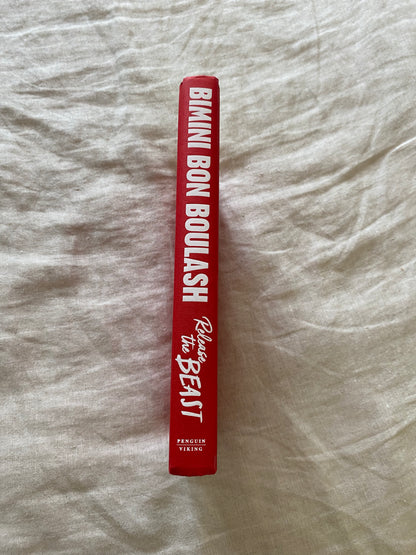 BIMINI BON BOULASH
Release
the BEAST
PENGUIN
VIKING